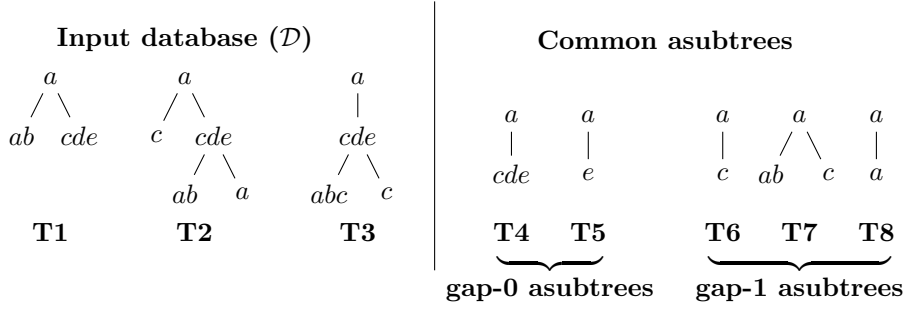 Input database (𝒟)
Common asubtrees
a
a
a
a
a
a
a
a
ab cde
c cde
cde
ab a
abc c
cde
e
c
ab c
a
T1
T2
T3
T4
T5
T6
T7
T8
gap-0 asubtrees
gap-1 asubtrees